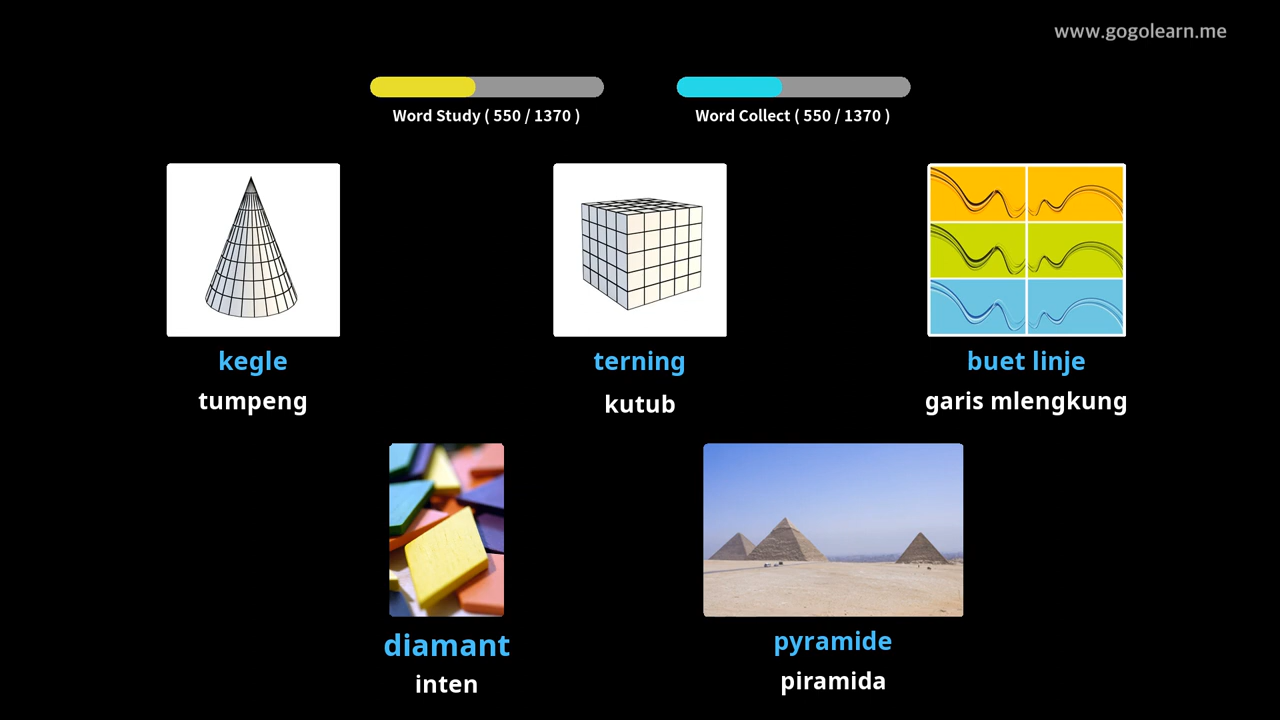 www.gogolearn.me
Word Study ( 550 / 1370 )
Word Collect ( 550 / 1370 )
kegle
tumpeng
terning
kutub
buet linje
garis mlengkung
diamant
inten
pyramide
piramida